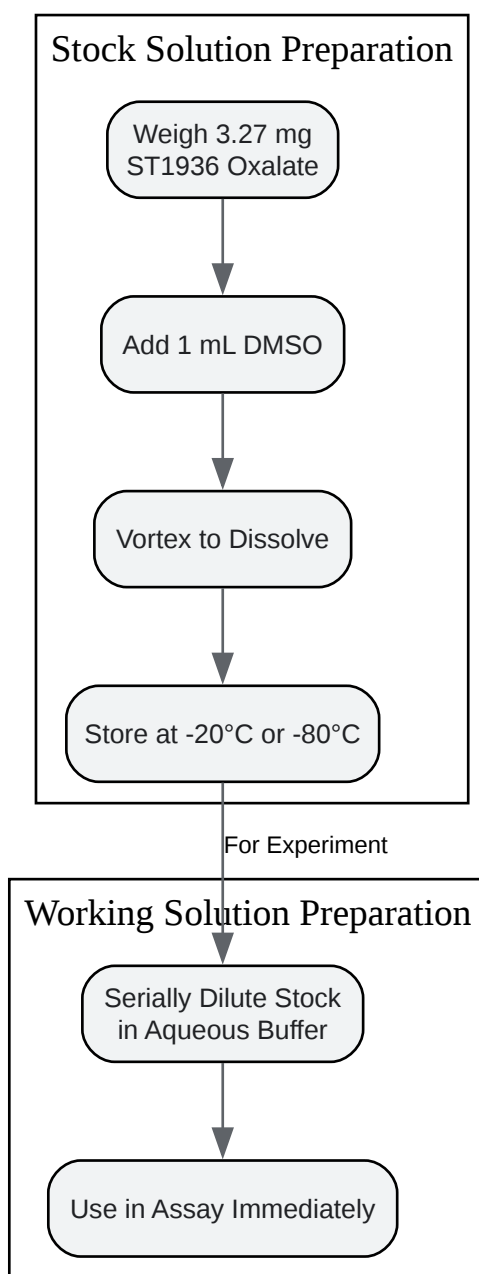 Stock Solution Preparation
Weigh 3.27 mg
ST1936 Oxalate
Add 1 mL DMSO
Vortex to Dissolve
Store at -20°C or -80°C
For Experiment
Working Solution Preparation
Serially Dilute Stock
in Aqueous Buffer
Use in Assay Immediately